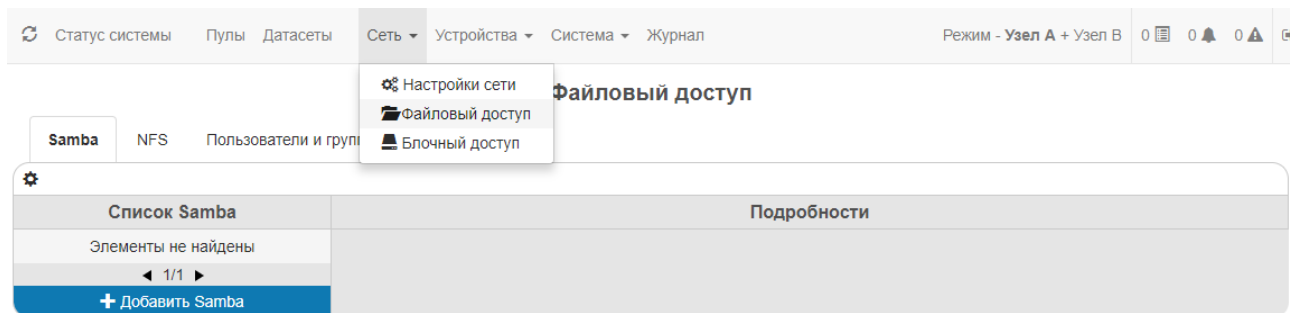 Статус системы Пулы Датасеты Сеть Устройства Система Журнал Режим - Узел А + Узел В 0 0 0
Настройки сети
Файловый доступ
Файловый доступ
Блочный доступ
Samba NFS Пользователи и групп
Список Samba Подробности
Элементы не найдены
1/1
Добавить Samba